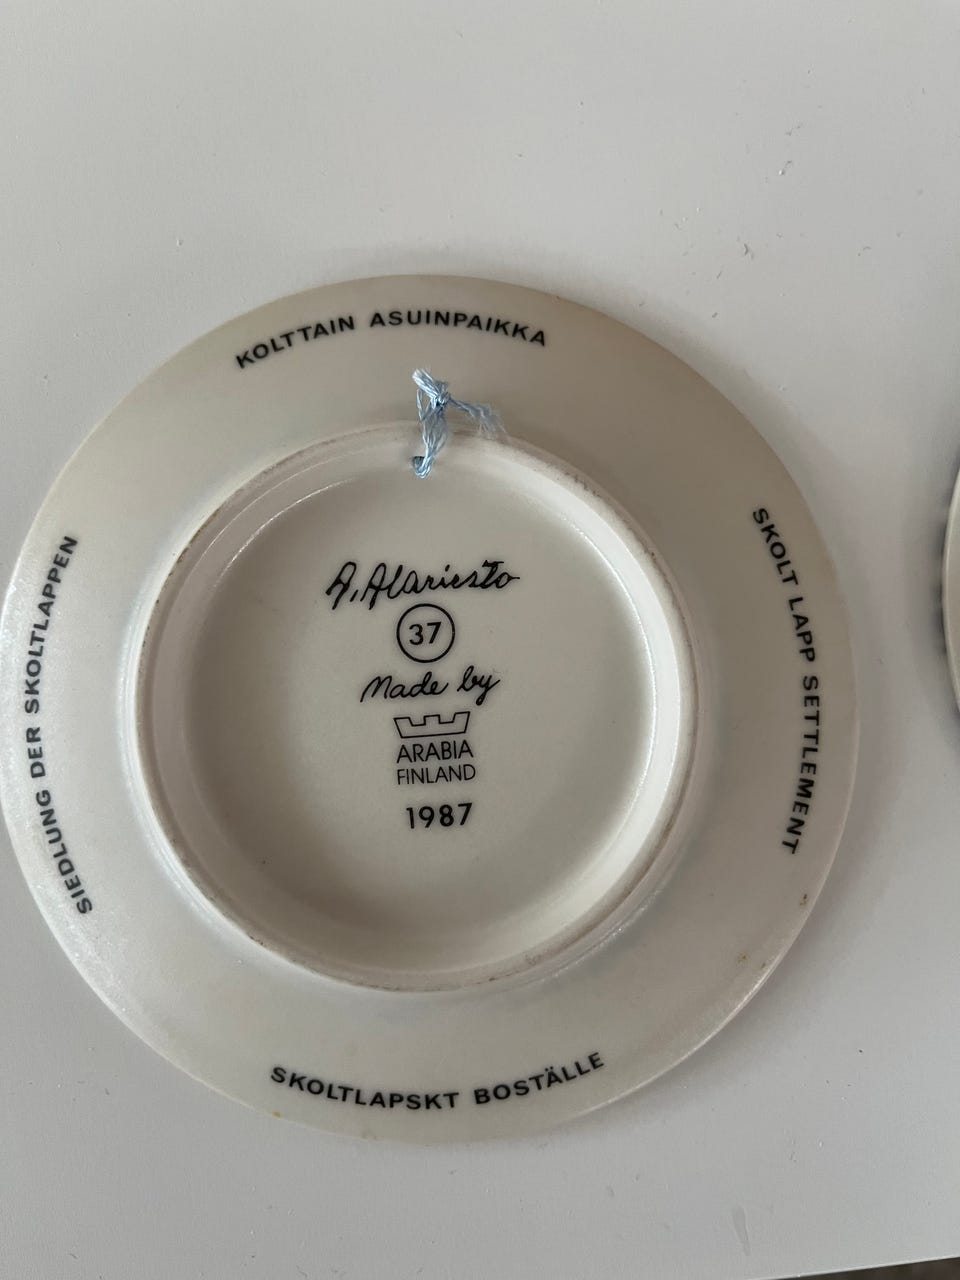 KOLTTAIN ASUINPAIKKA
SKOLT LAPP SETTLEMENT
SKOLTLAPSKT BOSTÄLLE
SIEDLUNG DER SKOLTLAPPEN
A. Alariesto
37
Made by
ARABIA
FINLAND
1987